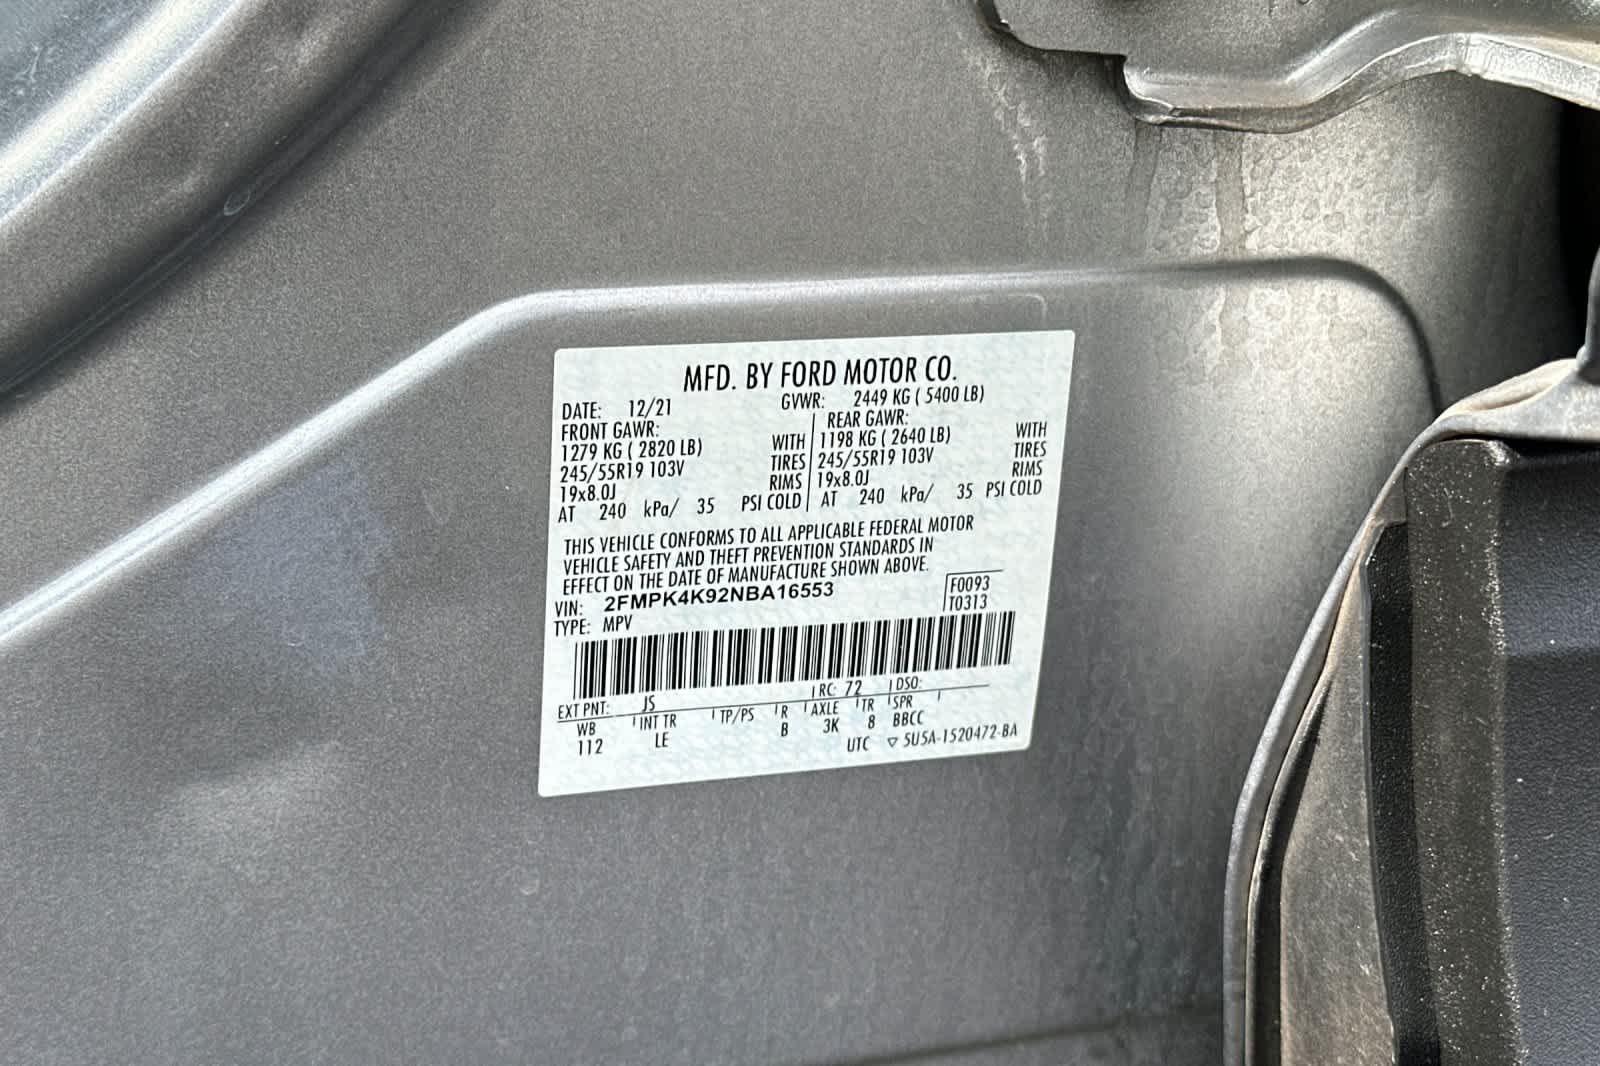 MFD. BY FORD MOTOR CO.
DATE: 12/21 GVWR: 2449 KG ( 5400 LB)
FRONT GAWR: REAR GAWR:
1279 KG ( 2820 LB) WITH 1198 KG ( 2640 LB) WITH
245/55R19 103V TIRES 245/55R19 103V TIRES
19x8.0J RIMS 19x8.0J RIMS
AT 240 kPa/ 35 PSI COLD AT 240 kPa/ 35 PSI COLD
THIS VEHICLE CONFORMS TO ALL APPLICABLE FEDERAL MOTOR
VEHICLE SAFETY AND THEFT PREVENTION STANDARDS IN
EFFECT ON THE DATE OF MANUFACTURE SHOWN ABOVE.
VIN: 2FMPK4K92NBA16553 F0093
TYPE: MPV T0313
EXT PNT: JS RC: 72 DSO:
WB INT TR TP/PS R AXLE TR SPR
112 LE B 3K 8 BBCC
UTC ▽ 5U5A-1520472-BA